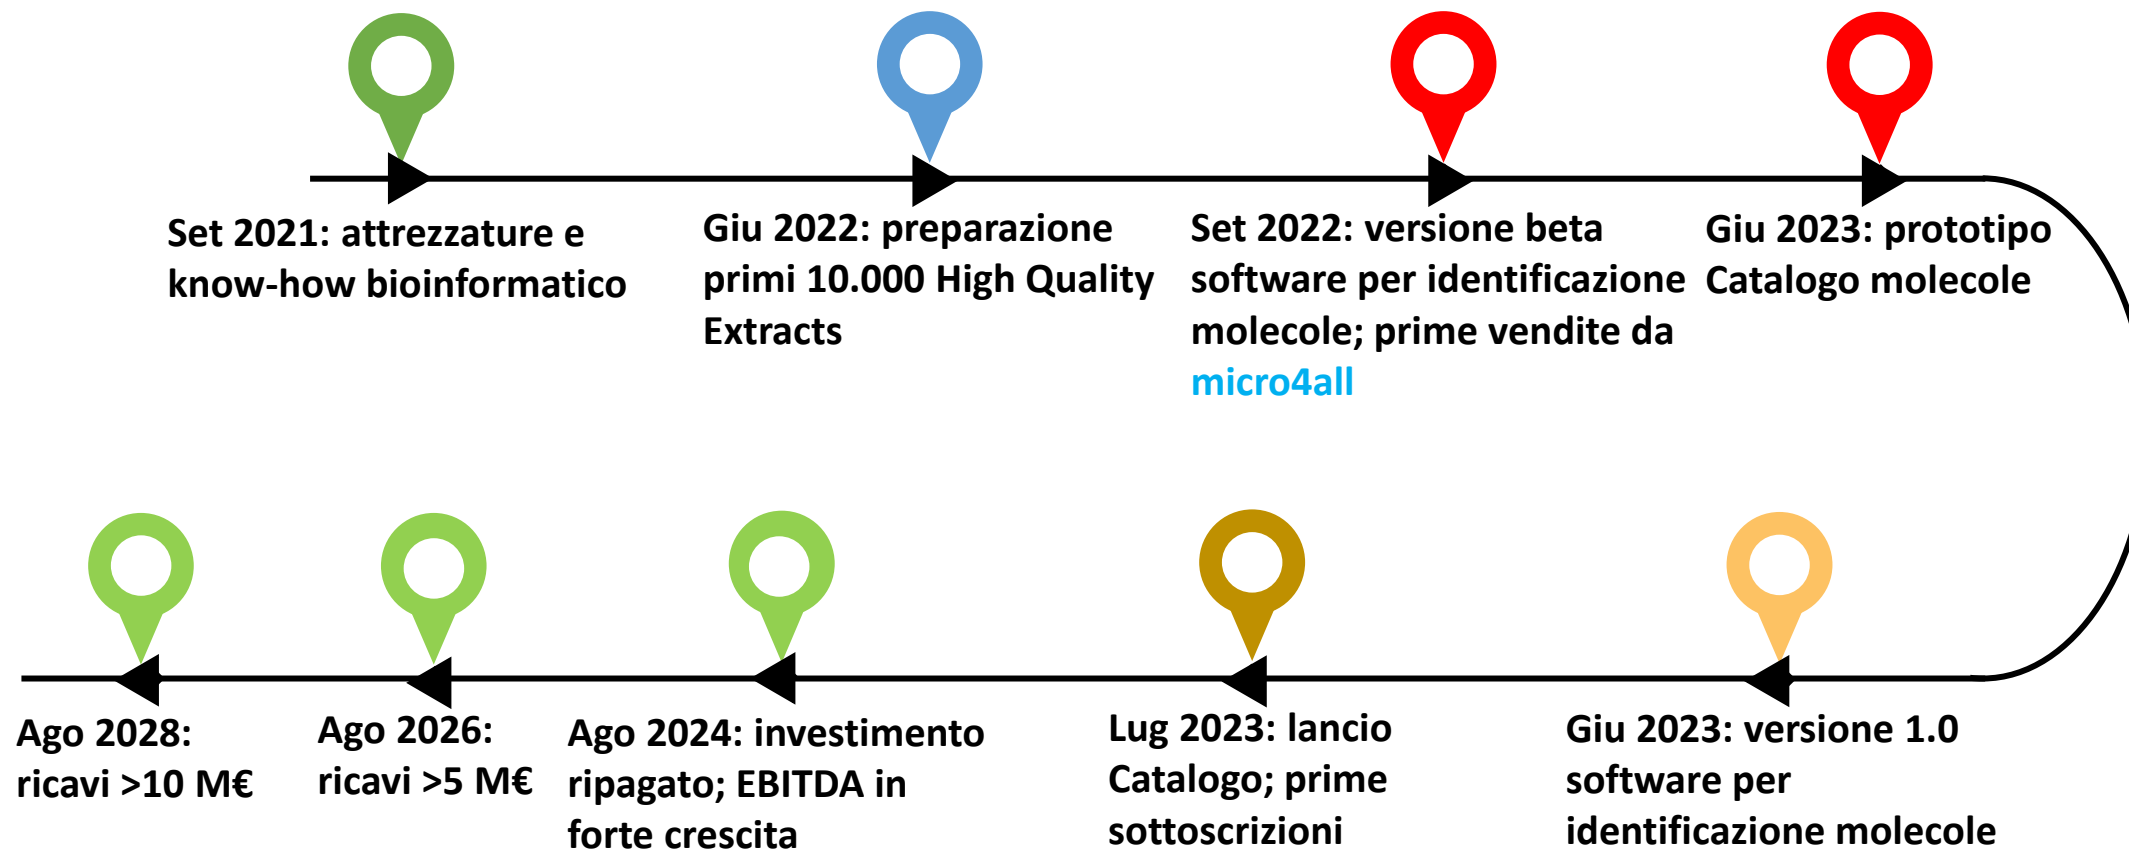 Set 2021: attrezzature e
know-how bioinformatico
Giu 2022: preparazione
primi 10.000 High Quality
Extracts
Set 2022: versione beta
software per identificazione
molecole; prime vendite da
micro4all
Giu 2023: prototipo
Catalogo molecole
Giu 2023: versione 1.0
software per
identificazione molecole
Lug 2023: lancio
Catalogo; prime
sottoscrizioni
Ago 2024: investimento
ripagato; EBITDA in
forte crescita
Ago 2026:
ricavi >5 M€
Ago 2028:
ricavi >10 M€